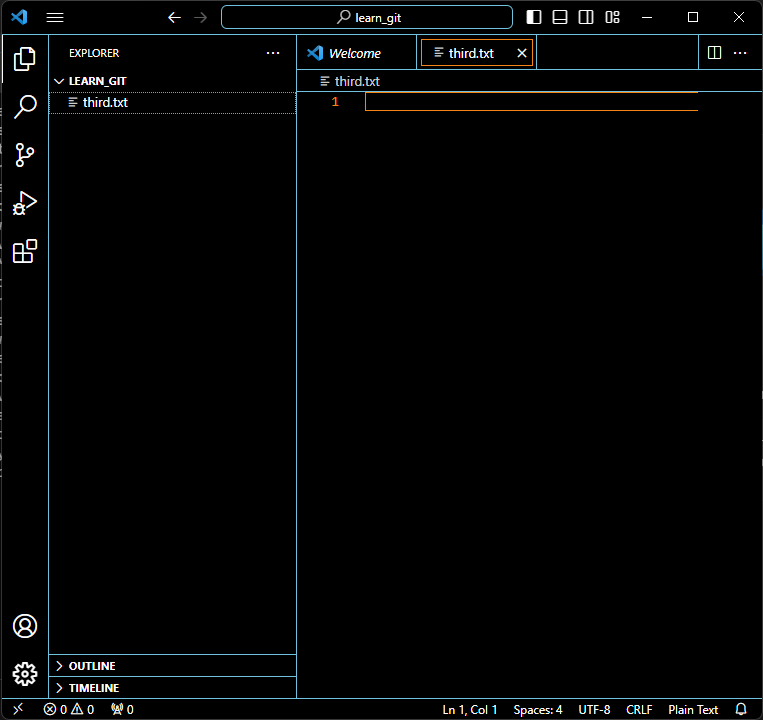 learn_git
EXPLORER
LEARN_GIT
third.txt
OUTLINE
TIMELINE
Welcome
third.txt
third.txt
1
0 0 0
Ln 1, Col 1 Spaces: 4 UTF-8 CRLF Plain Text